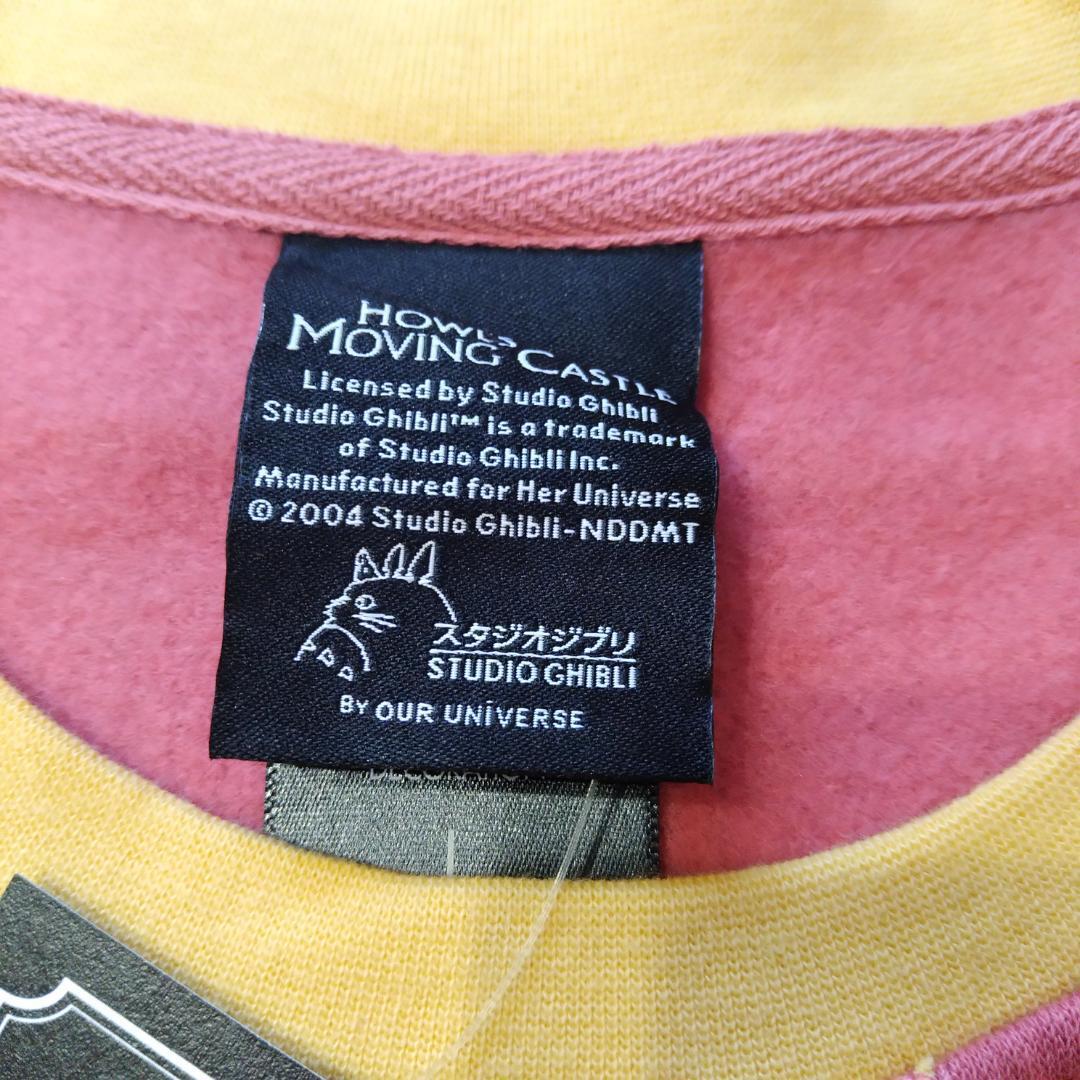 HOWL'S
MOVING CASTLE
Licensed by Studio Ghibli
Studio Ghibli™ is a trademark
of Studio Ghibli Inc.
Manufactured for Her Universe
© 2004 Studio Ghibli-NDDMT
スタジオジブリ
STUDIO GHIBLI
BY OUR UNIVERSE